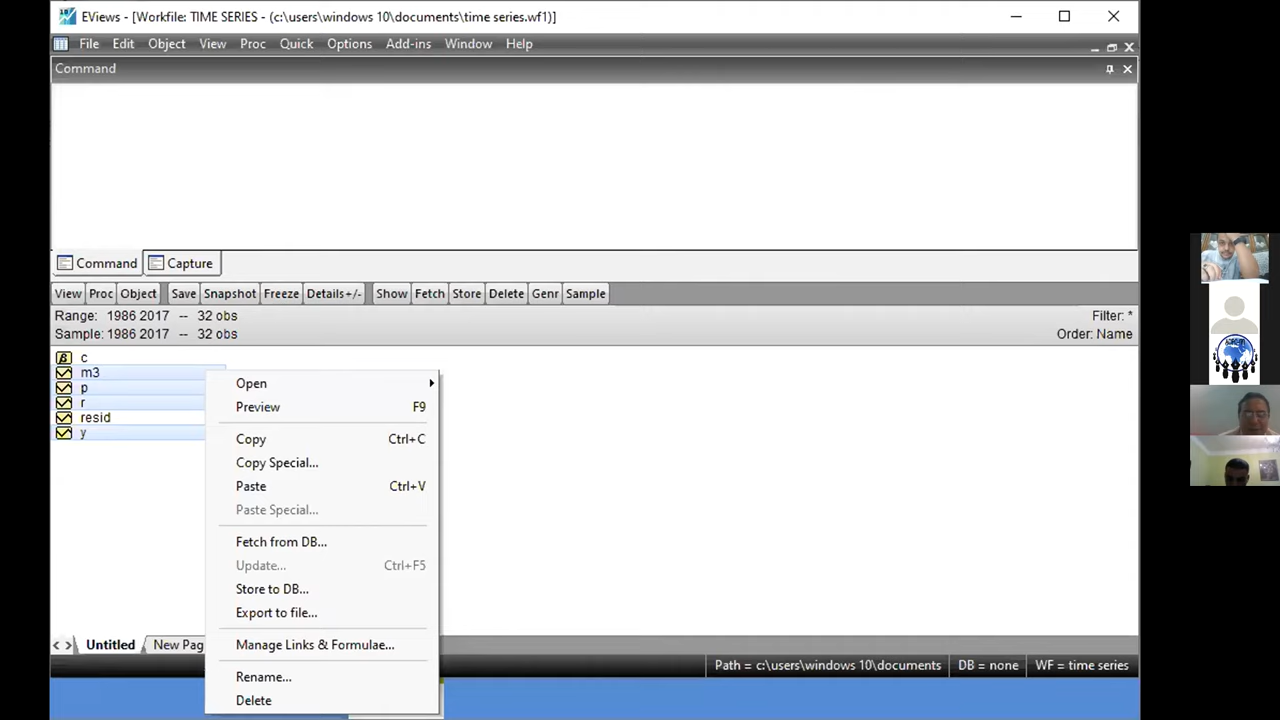 EViews - [Workfile: TIME SERIES - (c:\users\windows 10\documents\time series.wf1)]
File Edit Object View Proc Quick Options Add-ins Window Help
Command
Command Capture
View Proc Object Save Snapshot Freeze Details+/- Show Fetch Store Delete Genr Sample
Range: 1986 2017 -- 32 obs Filter: *
Sample: 1986 2017 -- 32 obs Order: Name
c
m3
p
r
resid
y
Open
Preview F9
Copy Ctrl+C
Copy Special...
Paste Ctrl+V
Paste Special...
Fetch from DB...
Update... Ctrl+F5
Store to DB...
Export to file...
Manage Links & Formulae...
Rename...
Delete
Untitled New Pag
Path = c:\users\windows 10\documents DB = none WF = time series